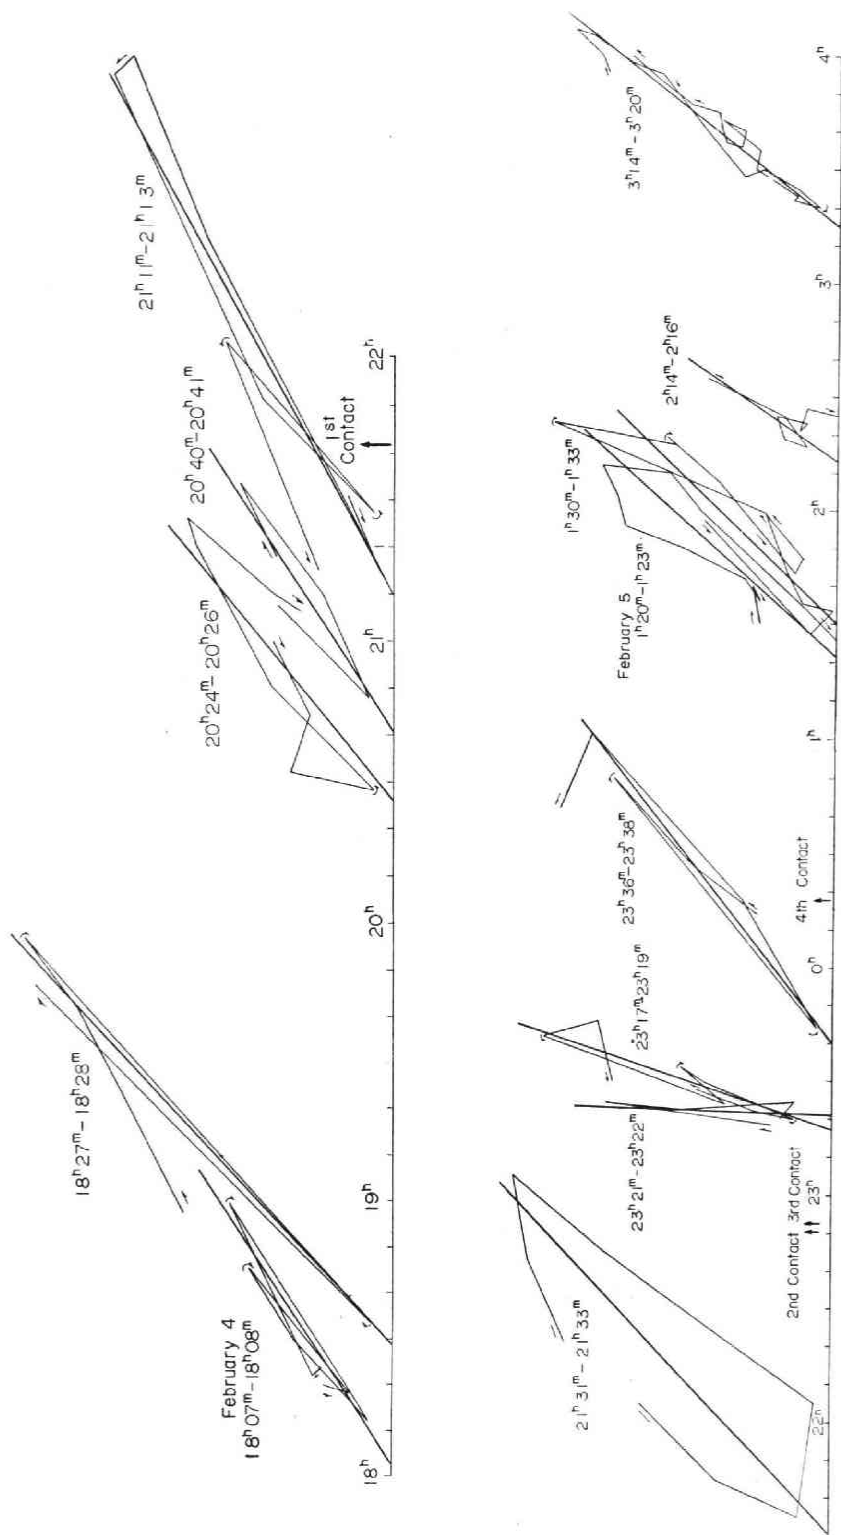 February 4
18ʰ07ᵐ–18ʰ08ᵐ
18ʰ27ᵐ–18ʰ28ᵐ
20ʰ24ᵐ–20ʰ26ᵐ
20ʰ40ᵐ–20ʰ41ᵐ
21ʰ11ᵐ–21ʰ13ᵐ
1st
Contact
18ʰ 19ʰ 20ʰ 21ʰ 22ʰ
21ʰ31ᵐ–21ʰ33ᵐ
23ʰ21ᵐ–23ʰ22ᵐ
23ʰ17ᵐ–23ʰ19ᵐ
23ʰ36ᵐ–23ʰ38ᵐ
February 5
1ʰ20ᵐ–1ʰ23ᵐ
1ʰ30ᵐ–1ʰ33ᵐ
2ʰ14ᵐ–2ʰ16ᵐ
3ʰ14ᵐ–3ʰ20ᵐ
2nd Contact 3rd Contact
4th Contact
22ʰ 23ʰ 0ʰ 1ʰ 2ʰ 3ʰ 4ʰ